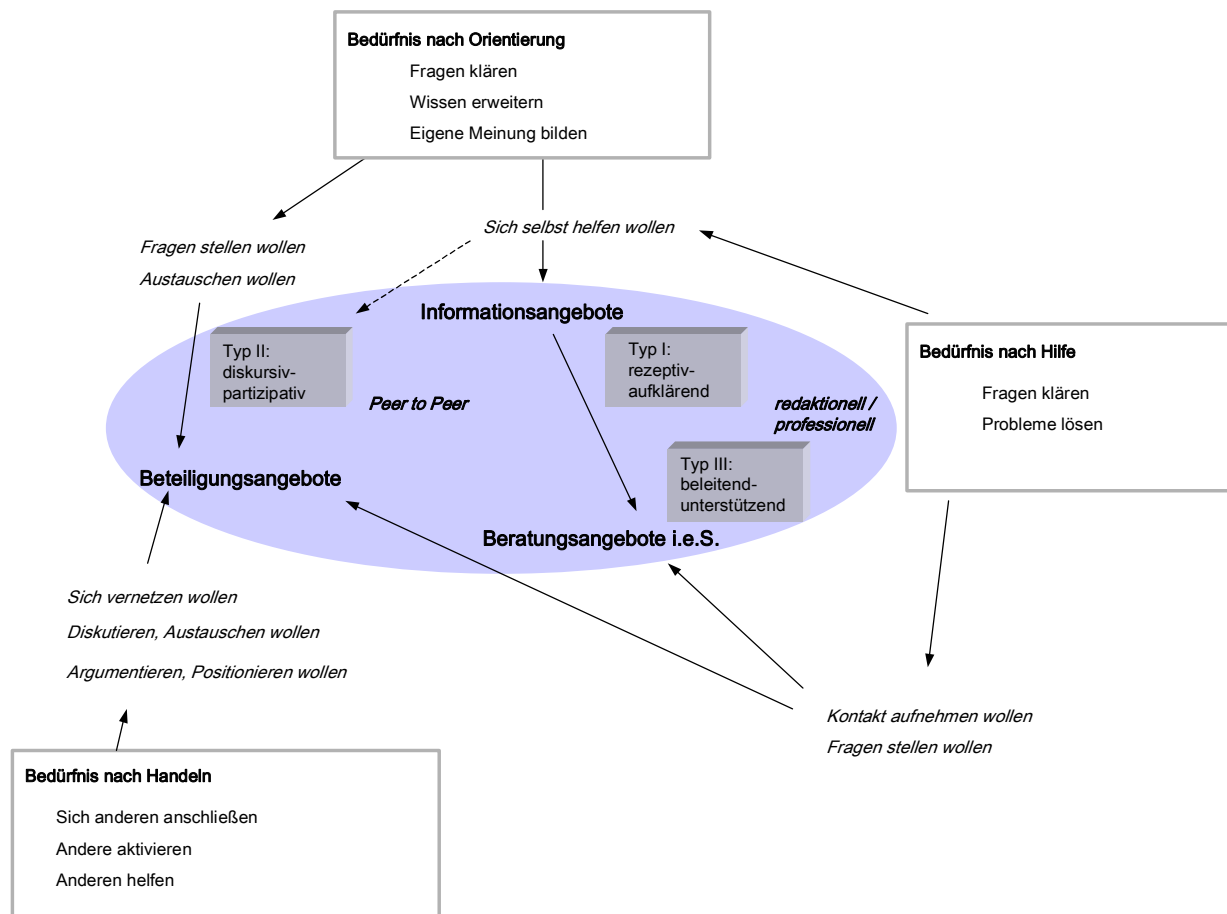 Bedürfnis nach Orientierung
Fragen klären
Wissen erweitern
Eigene Meinung bilden
Fragen stellen wollen
Austauschen wollen
Sich selbst helfen wollen
Informationsangebote
Typ II:
diskursiv-
partizipativ
Peer to Peer
Typ I:
rezeptiv-
aufklärend
redaktionell /
professionell
Bedürfnis nach Hilfe
Fragen klären
Probleme lösen
Beteiligungsangebote
Typ III:
beleitend-
unterstützend
Beratungsangebote i.e.S.
Sich vernetzen wollen
Diskutieren, Austauschen wollen
Argumentieren, Positionieren wollen
Kontakt aufnehmen wollen
Fragen stellen wollen
Bedürfnis nach Handeln
Sich anderen anschließen
Andere aktivieren
Anderen helfen